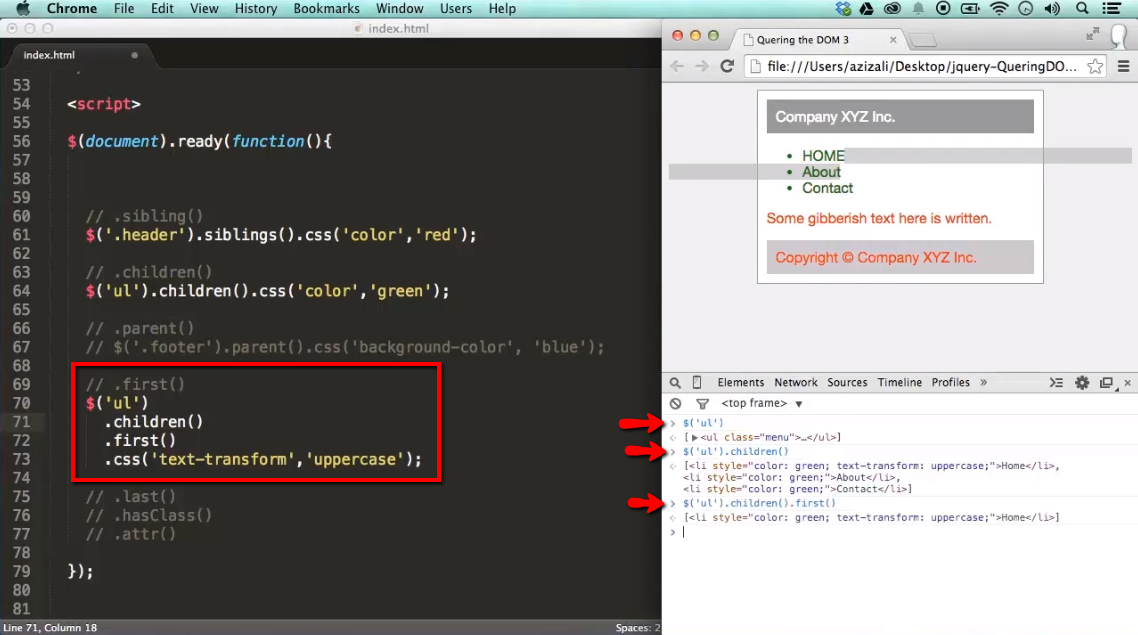 Chrome File Edit View History Bookmarks Window Users Help
index.html
index.html
53
54 <script>
55
56 $(document).ready(function(){
57
58
59
60 // .sibling()
61 $('.header').siblings().css('color','red');
62
63 // .children()
64 $('ul').children().css('color','green');
65
66 // .parent()
67 // $('.footer').parent().css('background-color', 'blue');
68
69 // .first()
70 $('ul')
71 .children()
72 .first()
73 .css('text-transform','uppercase');
74
75 // .last()
76 // .hasClass()
77 // .attr()
78
79 });
80
81
Line 71, Column 18
Spaces: 2
Quering the DOM 3
file:///Users/azizali/Desktop/jquery-QueringDO...
Company XYZ Inc.
• HOME
• About
• Contact
Some gibberish text here is written.
Copyright © Company XYZ Inc.
Elements Network Sources Timeline Profiles »
<top frame> ▼
> $('ul')
[▶<ul class="menu">…</ul>]
> $('ul').children()
[<li style="color: green; text-transform: uppercase;">Home</li>,
<li style="color: green;">About</li>,
<li style="color: green;">Contact</li>]
> $('ul').children().first()
[<li style="color: green; text-transform: uppercase;">Home</li>]
>